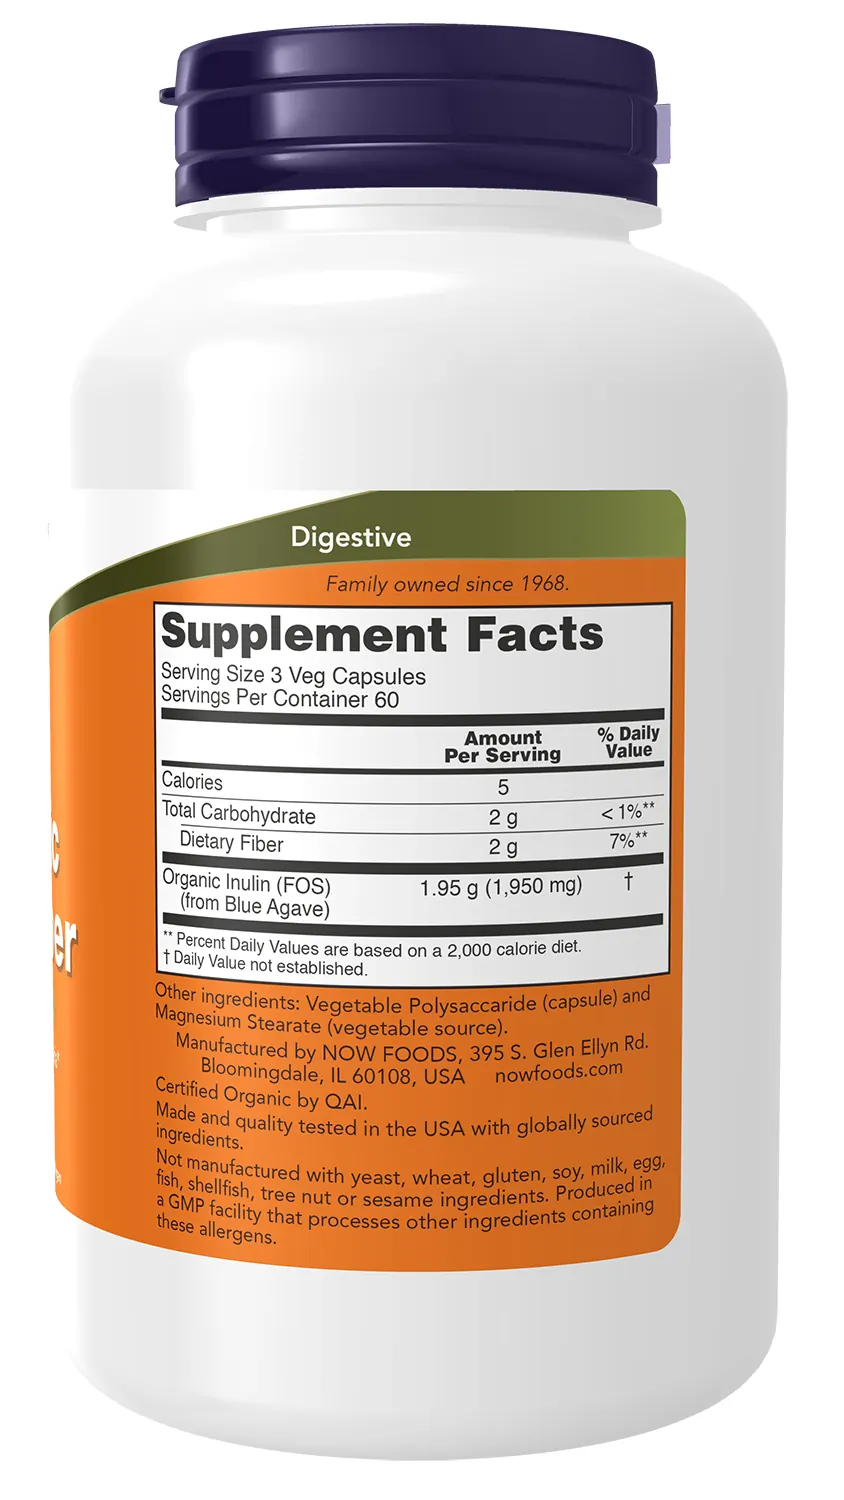 Digestive
Family owned since 1968.
Supplement Facts
Serving Size 3 Veg Capsules
Servings Per Container 60
Amount Per Serving % Daily Value
Calories 5
Total Carbohydrate 2 g < 1%**
Dietary Fiber 2 g 7%**
Organic Inulin (FOS) 1.95 g (1,950 mg) †
(from Blue Agave)
** Percent Daily Values are based on a 2,000 calorie diet.
† Daily Value not established.
Other ingredients: Vegetable Polysaccaride (capsule) and
Magnesium Stearate (vegetable source).
Manufactured by NOW FOODS, 395 S. Glen Ellyn Rd.
Bloomingdale, IL 60108, USA nowfoods.com
Certified Organic by QAI.
Made and quality tested in the USA with globally sourced
ingredients.
Not manufactured with yeast, wheat, gluten, soy, milk, egg,
fish, shellfish, tree nut or sesame ingredients. Produced in
a GMP facility that processes other ingredients containing
these allergens.